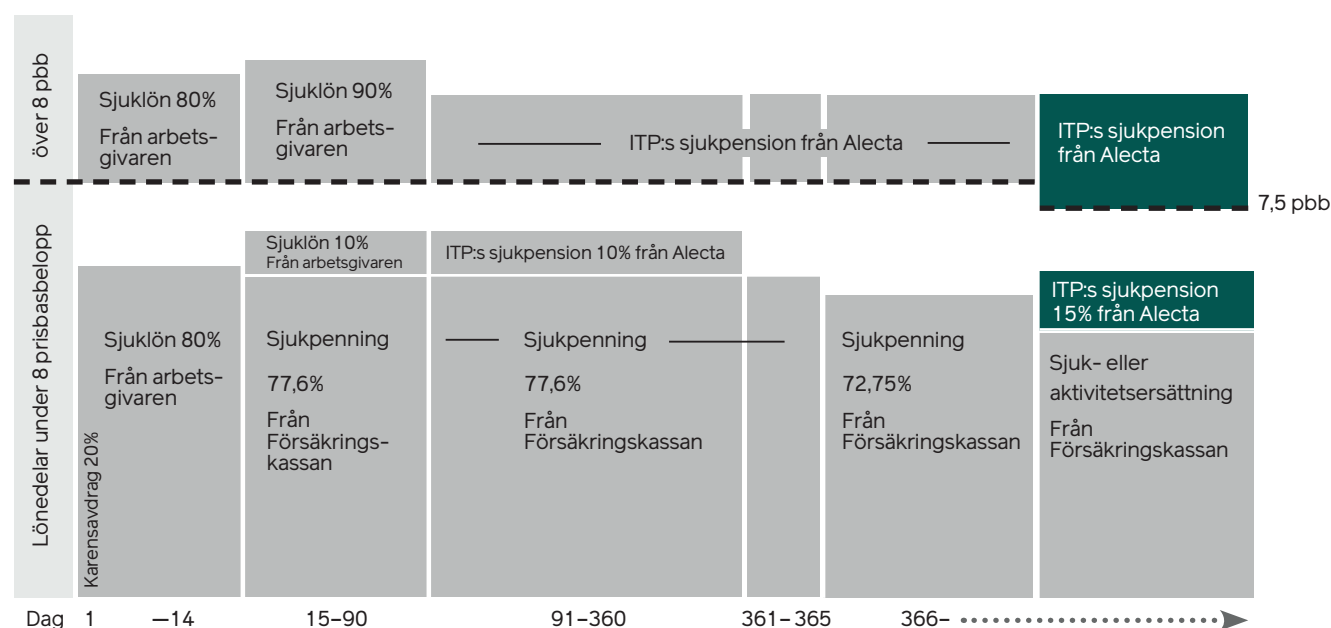 över 8 pbb
Sjuklön 80%
Från arbets-
givaren
Sjuklön 90%
Från arbets-
givaren
ITP:s sjukpension från Alecta
ITP:s sjukpension
från Alecta
7,5 pbb
Lönedelar under 8 prisbasbelopp
Karensavdrag 20%
Sjuklön 80%
Från arbets-
givaren
Sjuklön 10%
Från arbetsgivaren
Sjukpenning
77,6%
Från
Försäkrings-
kassan
ITP:s sjukpension 10% från Alecta
Sjukpenning
77,6%
Från
Försäkringskassan
Sjukpenning
72,75%
Från
Försäkringskassan
ITP:s sjukpension
15% från Alecta
Sjuk- eller
aktivitetsersättning
Från
Försäkringskassan
Dag 1 –14 15–90 91–360 361–365 366–